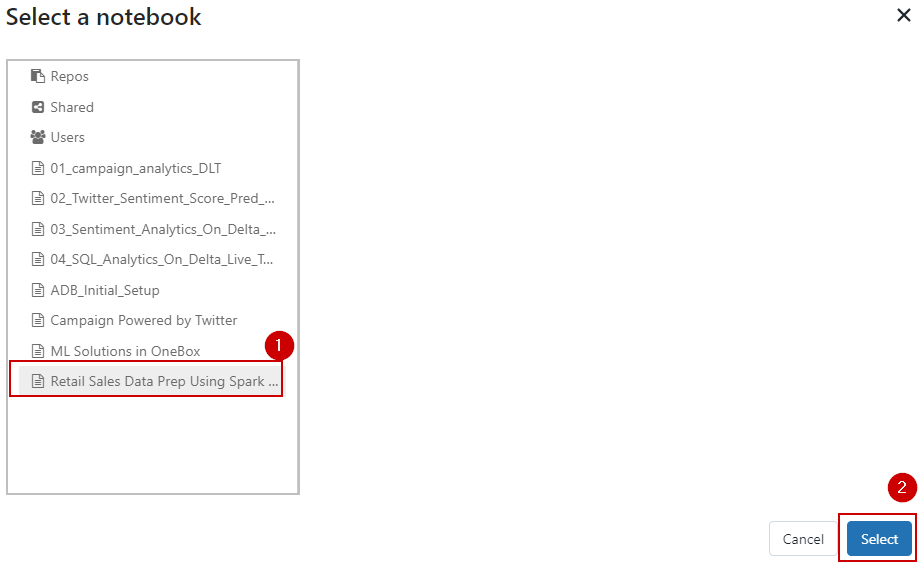 Select a notebook
Repos
Shared
Users
01_campaign_analytics_DLT
02_Twitter_Sentiment_Score_Pred_...
03_Sentiment_Analytics_On_Delta_...
04_SQL_Analytics_On_Delta_Live_T...
ADB_Initial_Setup
Campaign Powered by Twitter
1
ML Solutions in OneBox
Retail Sales Data Prep Using Spark ...
2
Cancel
Select